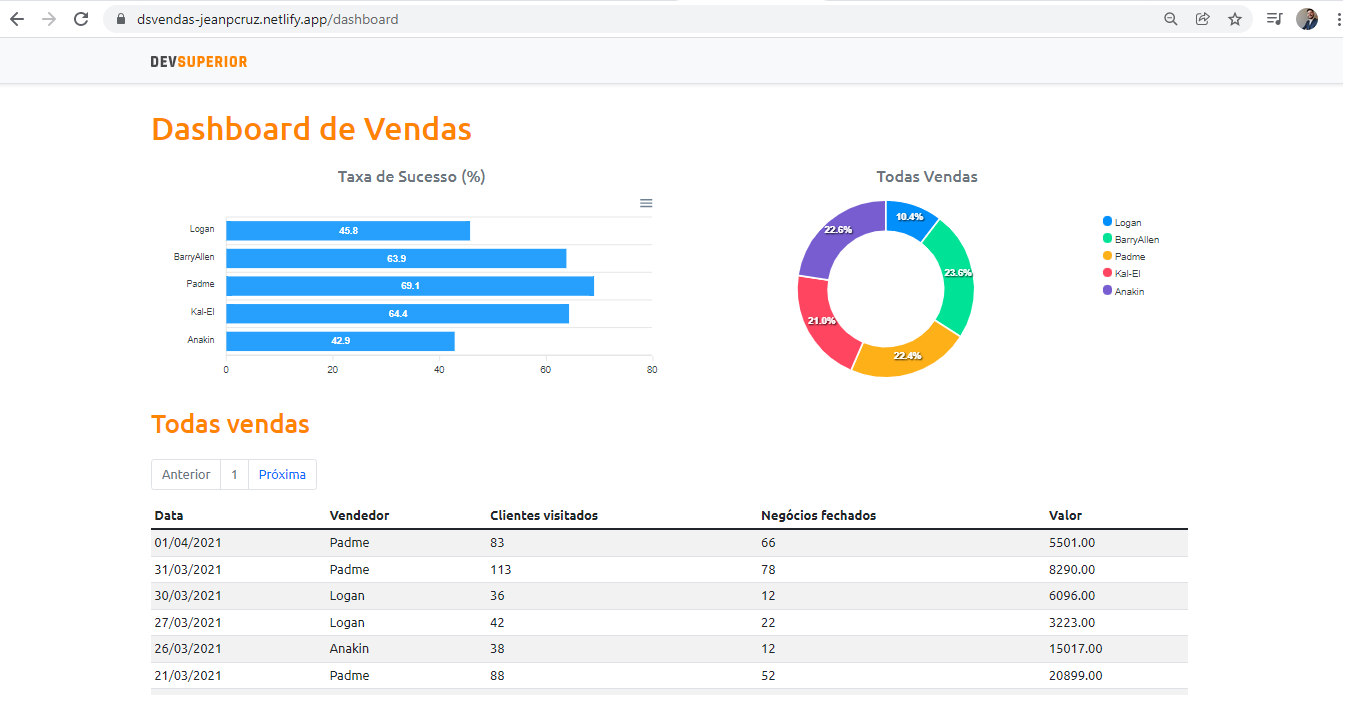 dsvendas-jeanpcruz.netlify.app/dashboard
DEVSUPERIOR
Dashboard de Vendas
Taxa de Sucesso (%)
Logan 45.8
BarryAllen 63.9
Padme 69.1
Kal-El 64.4
Anakin 42.9
0 20 40 60 80
Todas Vendas
10.4%
22.6%
23.6%
21.0%
22.4%
Logan
BarryAllen
Padme
Kal-El
Anakin
Todas vendas
Anterior 1 Próxima
Data Vendedor Clientes visitados Negócios fechados Valor
01/04/2021 Padme 83 66 5501.00
31/03/2021 Padme 113 78 8290.00
30/03/2021 Logan 36 12 6096.00
27/03/2021 Logan 42 22 3223.00
26/03/2021 Anakin 38 12 15017.00
21/03/2021 Padme 88 52 20899.00